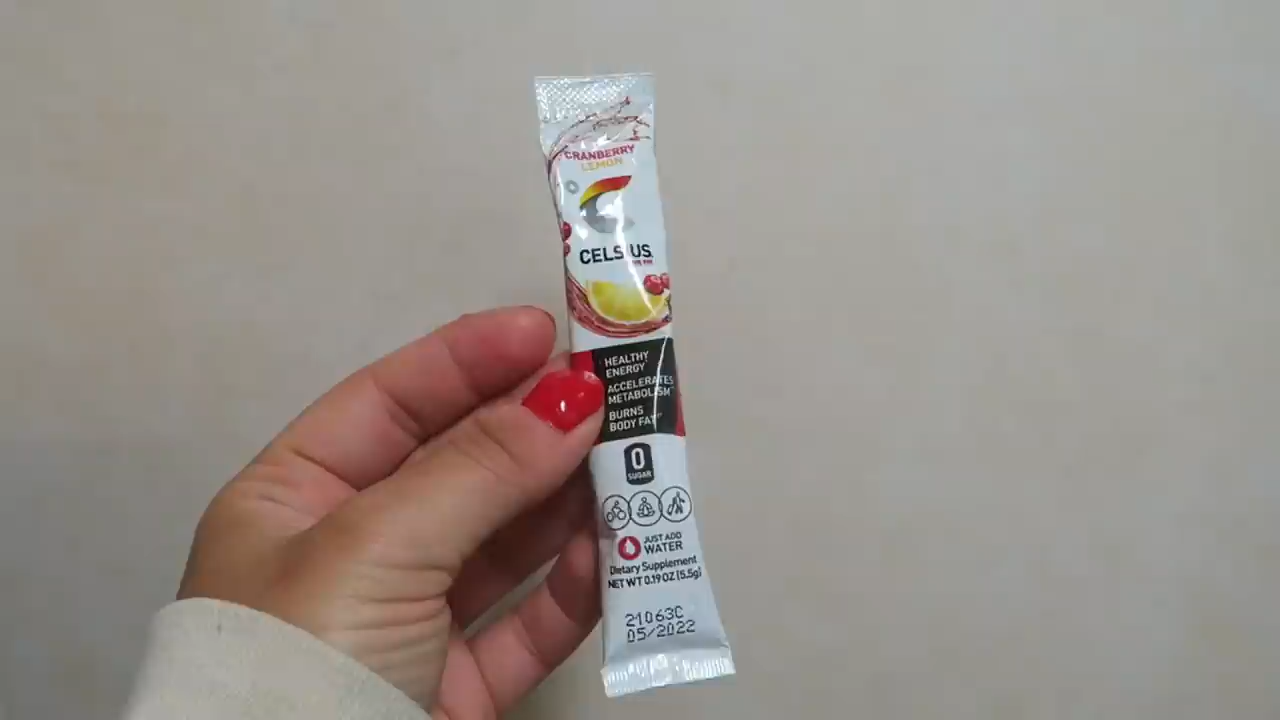 CRANBERRY
LEMON
CELSIUS
HEALTHY
ENERGY
ACCELERATES
METABOLISM
BURNS
BODY FAT
0
SUGAR
JUST ADD
WATER
Dietary Supplement
NET WT 0.19 OZ (5.5g)
21063C
05/2022